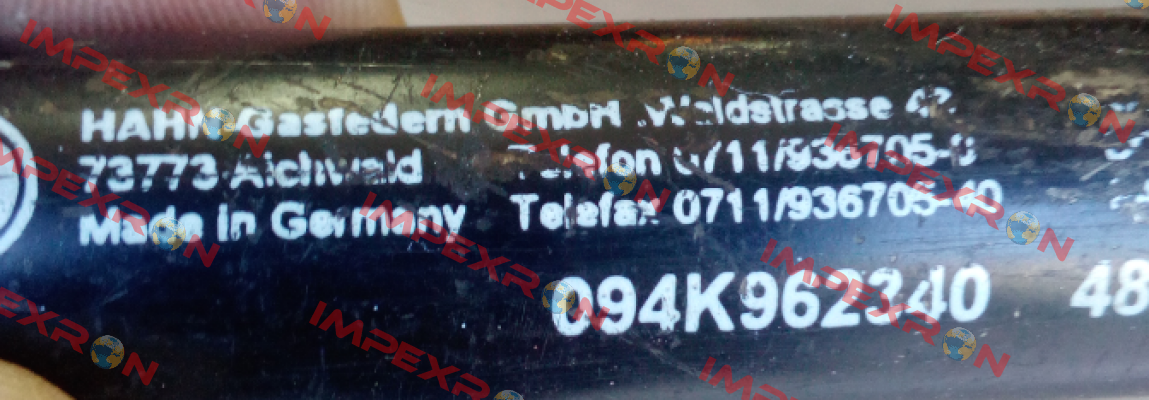 HAHN Gasfedern GmbH Waldstrasse
73773 Aichwald Telefon 0711/936705-0
Made in Germany Telefax 0711/936705-40
094K962340 48
IMPEXRON